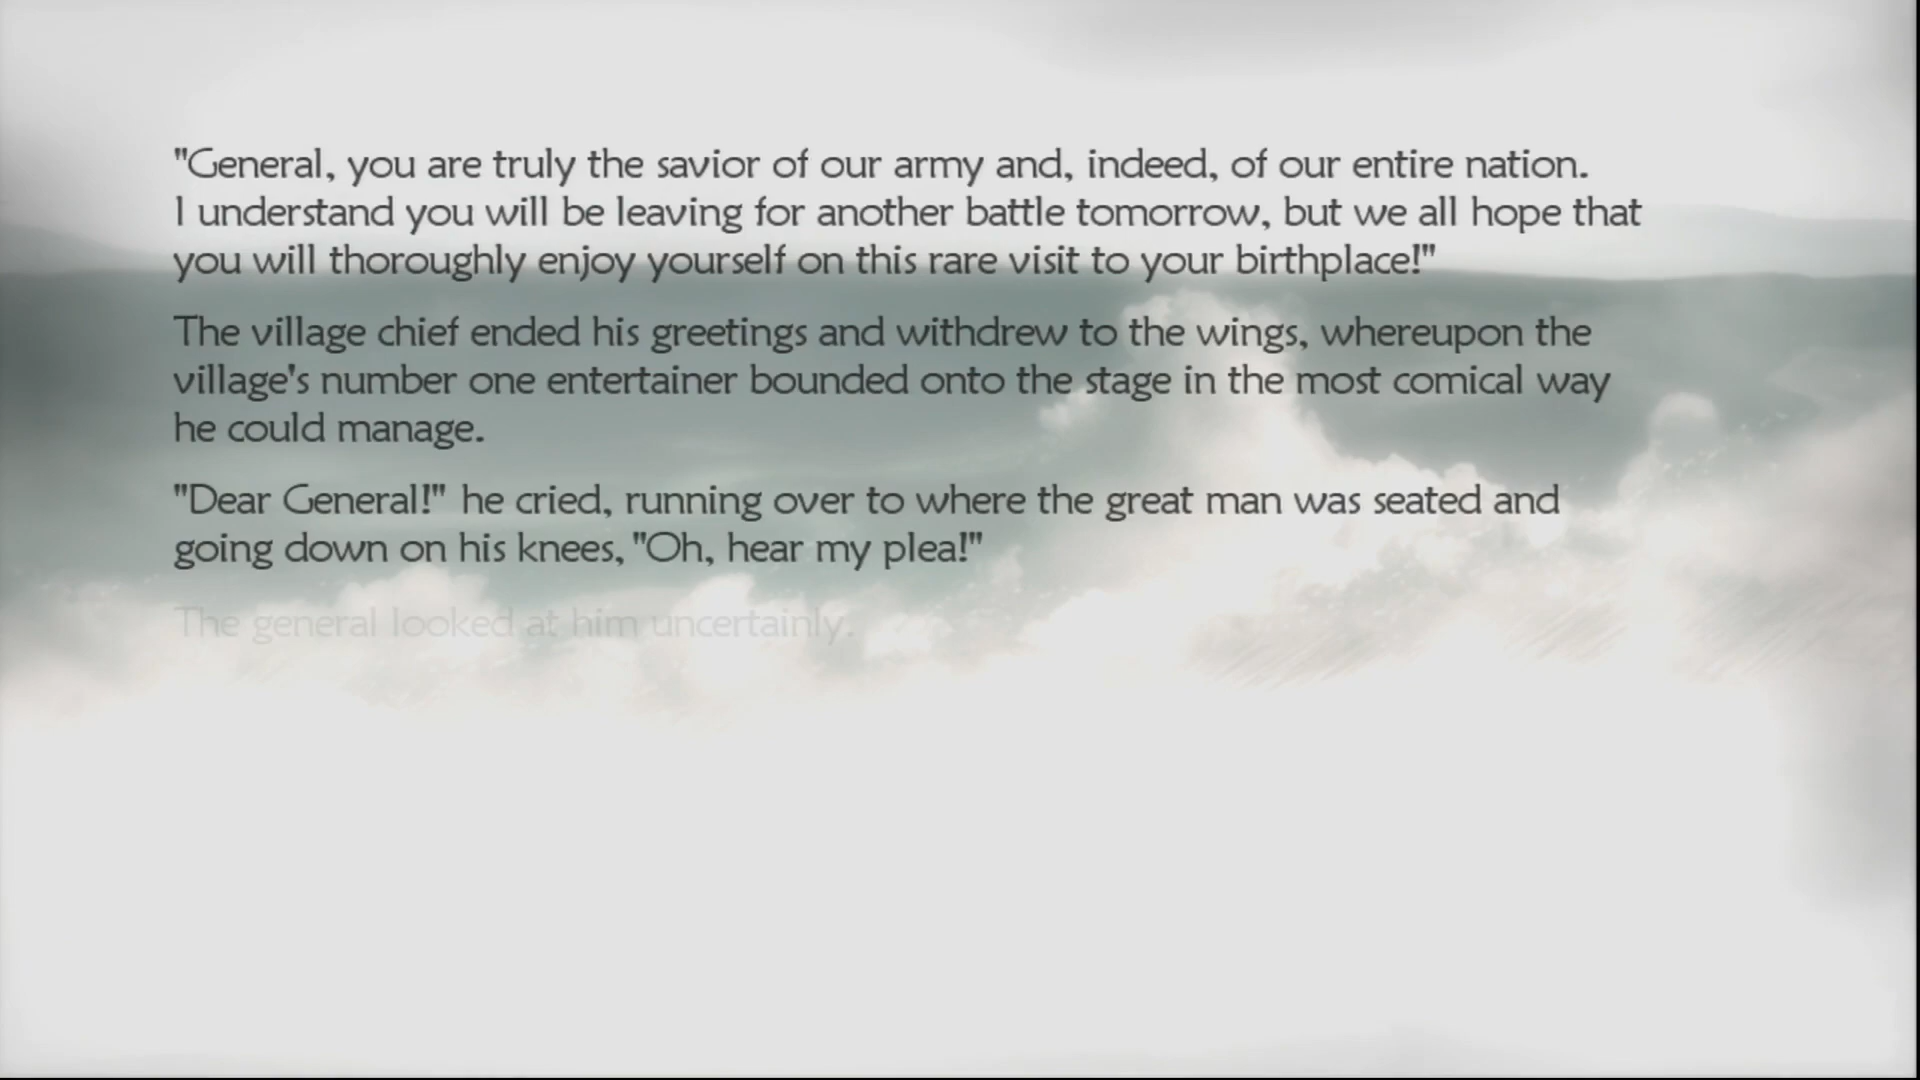 "General, you are truly the savior of our army and, indeed, of our entire nation.
I understand you will be leaving for another battle tomorrow, but we all hope that
you will thoroughly enjoy yourself on this rare visit to your birthplace!"
The village chief ended his greetings and withdrew to the wings, whereupon the
village's number one entertainer bounded onto the stage in the most comical way
he could manage.
"Dear General!" he cried, running over to where the great man was seated and
going down on his knees, "Oh, hear my plea!"
The general looked at him uncertainly.